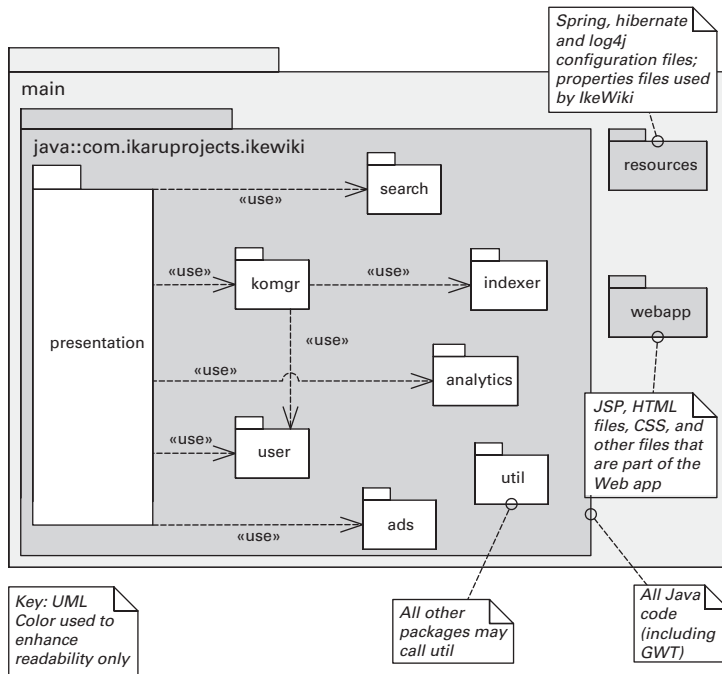 Spring, hibernate
and log4j
configuration files;
properties files used
by IkeWiki
main
java::com.ikaruprojects.ikewiki
resources
search
«use»
«use»
komgr
«use»
indexer
webapp
«use»
presentation
«use»
analytics
JSP, HTML
files, CSS, and
other files that
are part of the
Web app
«use»
user
util
«use»
ads
Key: UML
Color used to
enhance
readability only
All other
packages may
call util
All Java
code
(including
GWT)